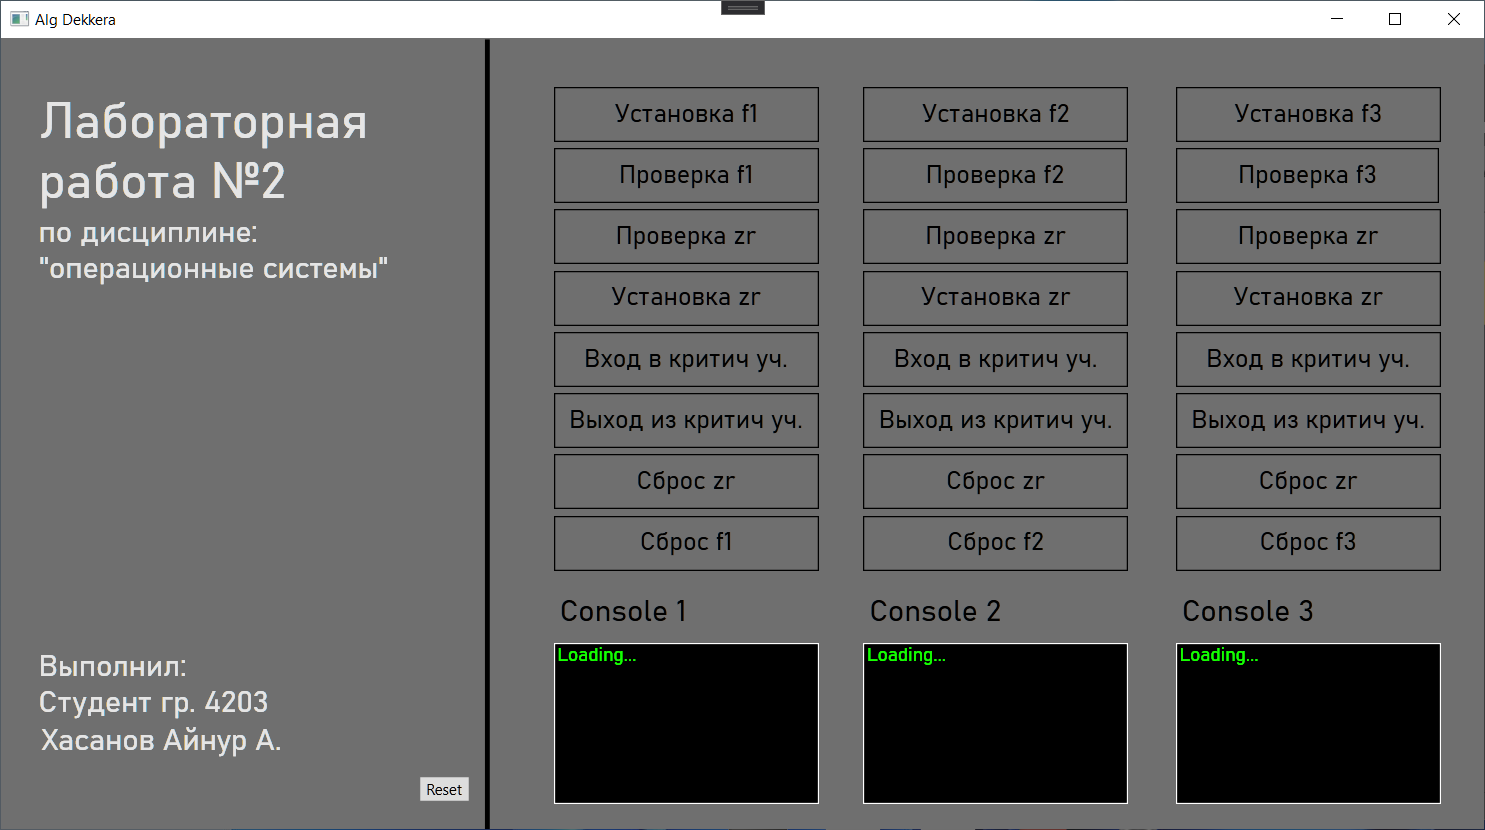 Alg Dekkera
Лабораторная
работа №2
по дисциплине:
"операционные системы"
Выполнил:
Студент гр. 4203
Хасанов Айнур А.
Reset
Установка f1
Проверка f1
Проверка zr
Установка zr
Вход в критич уч.
Выход из критич уч.
Сброс zr
Сброс f1
Console 1
Loading...
Установка f2
Проверка f2
Проверка zr
Установка zr
Вход в критич уч.
Выход из критич уч.
Сброс zr
Сброс f2
Console 2
Loading...
Установка f3
Проверка f3
Проверка zr
Установка zr
Вход в критич уч.
Выход из критич уч.
Сброс zr
Сброс f3
Console 3
Loading...